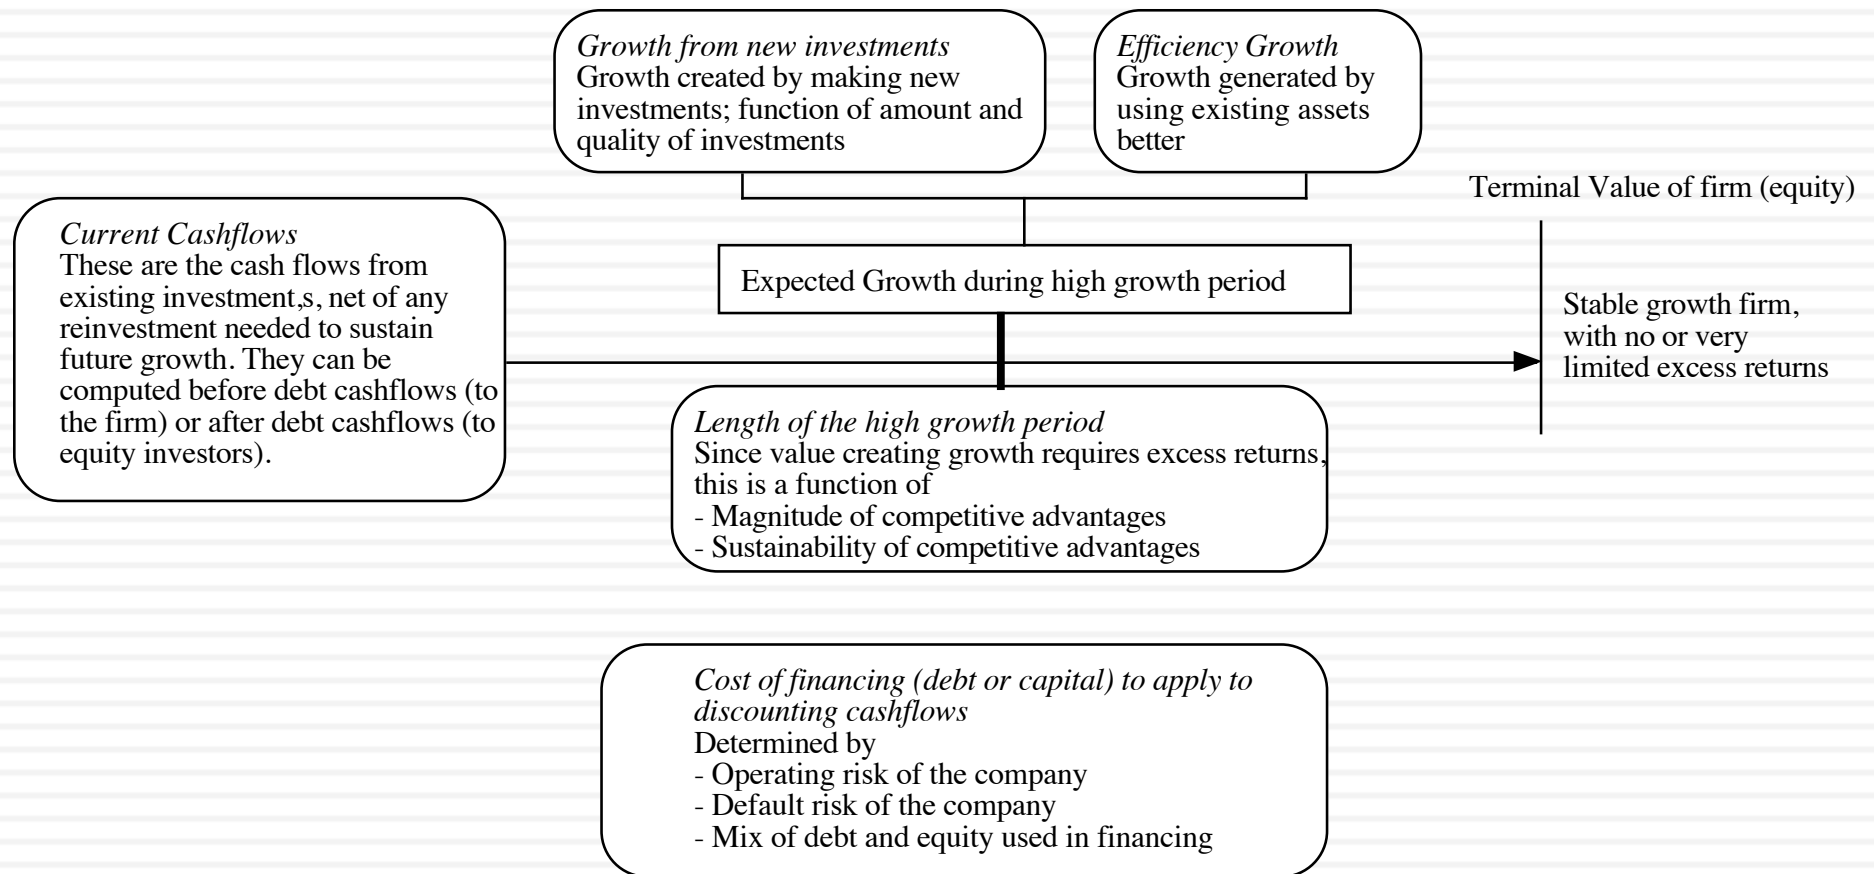 Growth from new investments
Growth created by making new
investments; function of amount and
quality of investments
Efficiency Growth
Growth generated by
using existing assets
better
Terminal Value of firm (equity)
Current Cashflows
These are the cash flows from
existing investment,s, net of any
reinvestment needed to sustain
future growth. They can be
computed before debt cashflows (to
the firm) or after debt cashflows (to
equity investors).
Expected Growth during high growth period
Stable growth firm,
with no or very
limited excess returns
Length of the high growth period
Since value creating growth requires excess returns,
this is a function of
- Magnitude of competitive advantages
- Sustainability of competitive advantages
Cost of financing (debt or capital) to apply to
discounting cashflows
Determined by
- Operating risk of the company
- Default risk of the company
- Mix of debt and equity used in financing